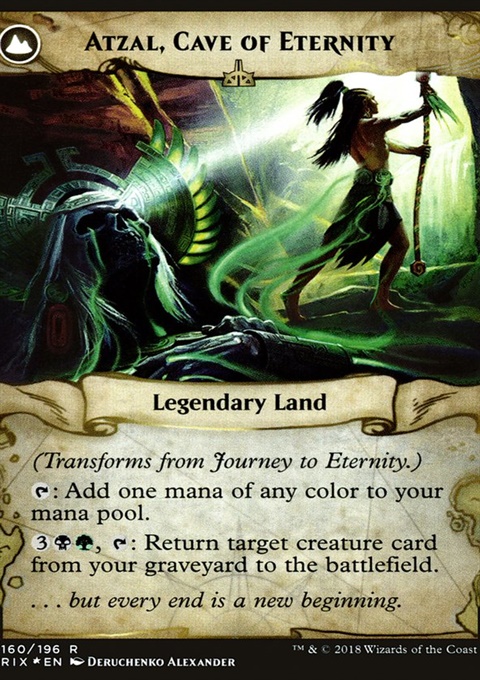 Atzal, Cave of Eternity
Legendary Land
(Transforms from Journey to Eternity.)
: Add one mana of any color to your
mana pool.
3, : Return target creature card
from your graveyard to the battlefield.
. . . but every end is a new beginning.
160/196 R
RIX★EN Deruchenko Alexander
™ & © 2018 Wizards of the Coast